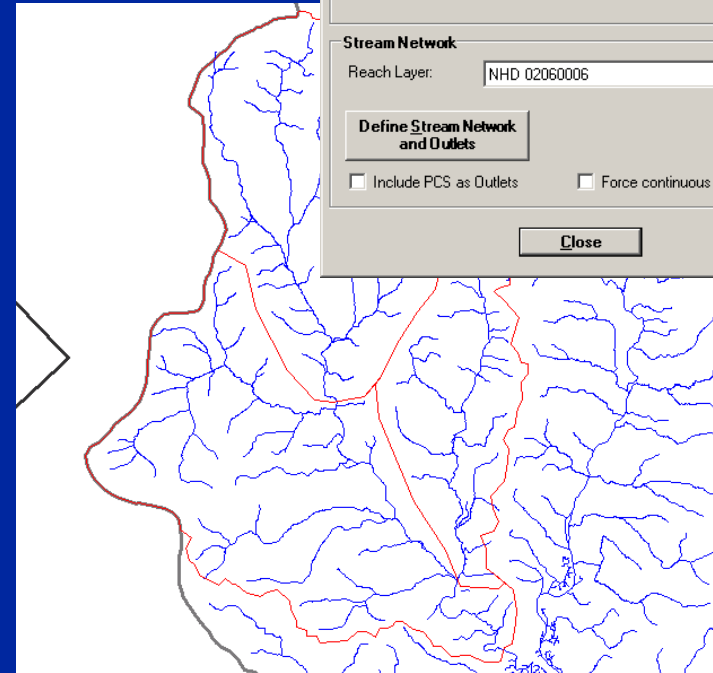 Stream Network
Reach Layer: NHD 02060006
Define Stream Network
and Outlets
Include PCS as Outlets Force continuous
Close